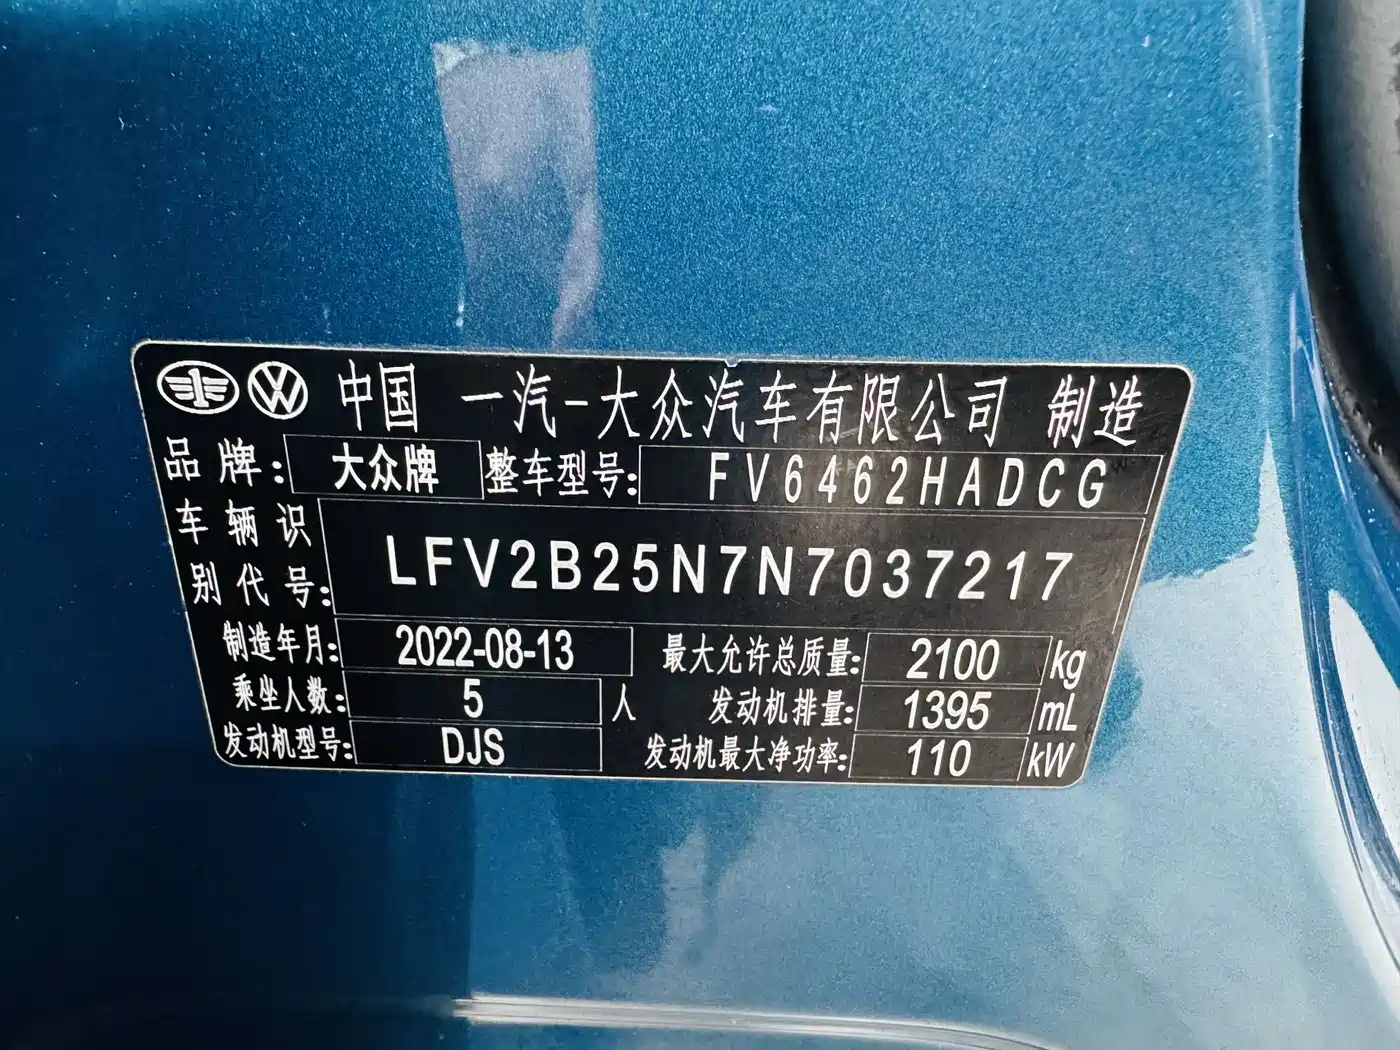 中国 一汽-大众汽车有限公司 制造
品牌: 大众牌 整车型号: FV6462HADCG
车辆识
别代号: LFV2B25N7N7037217
制造年月: 2022-08-13 最大允许总质量: 2100 kg
乘坐人数: 5 人 发动机排量: 1395 mL
发动机型号: DJS 发动机最大净功率: 110 kW